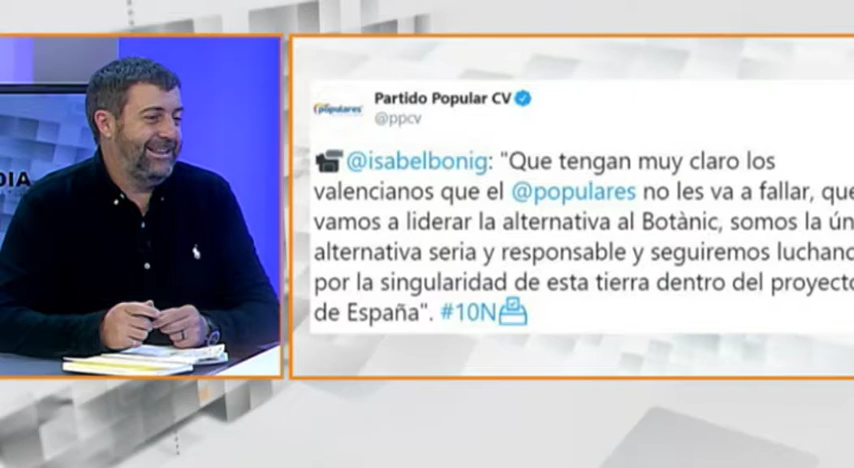 DIA
populares
Partido Popular CV
@ppcv
@isabelbonig: "Que tengan muy claro los
valencianos que el @populares no les va a fallar, que
vamos a liderar la alternativa al Botànic, somos la ún
alternativa seria y responsable y seguiremos luchand
por la singularidad de esta tierra dentro del proyecto
de España". #10N